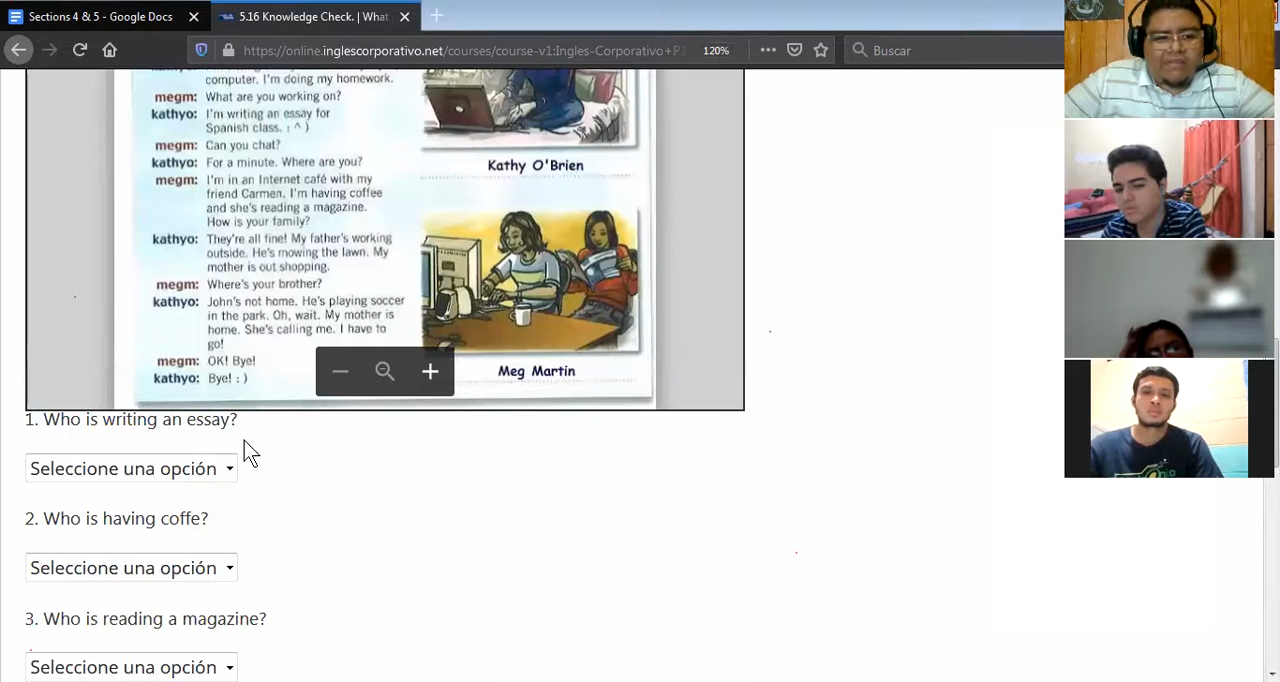 Sections 4 & 5 - Google Docs
5.16 Knowledge Check. | What
https://online.inglescorporativo.net/courses/course-v1:Ingles-Corporativo+P
120%
Buscar
computer. I'm doing my homework.
megm: What are you working on?
kathyo: I'm writing an essay for
Spanish class. : ^ )
megm: Can you chat?
kathyo: For a minute. Where are you?
megm: I'm in an Internet café with my
friend Carmen. I'm having coffee
and she's reading a magazine.
How is your family?
kathyo: They're all fine! My father's working
outside. He's mowing the lawn. My
mother is out shopping.
megm: Where's your brother?
kathyo: John's not home. He's playing soccer
in the park. Oh, wait. My mother is
home. She's calling me. I have to
go!
megm: OK! Bye!
kathyo: Bye! : )
Kathy O'Brien
Meg Martin
1. Who is writing an essay?
Seleccione una opción
2. Who is having coffe?
Seleccione una opción
3. Who is reading a magazine?
Seleccione una opción